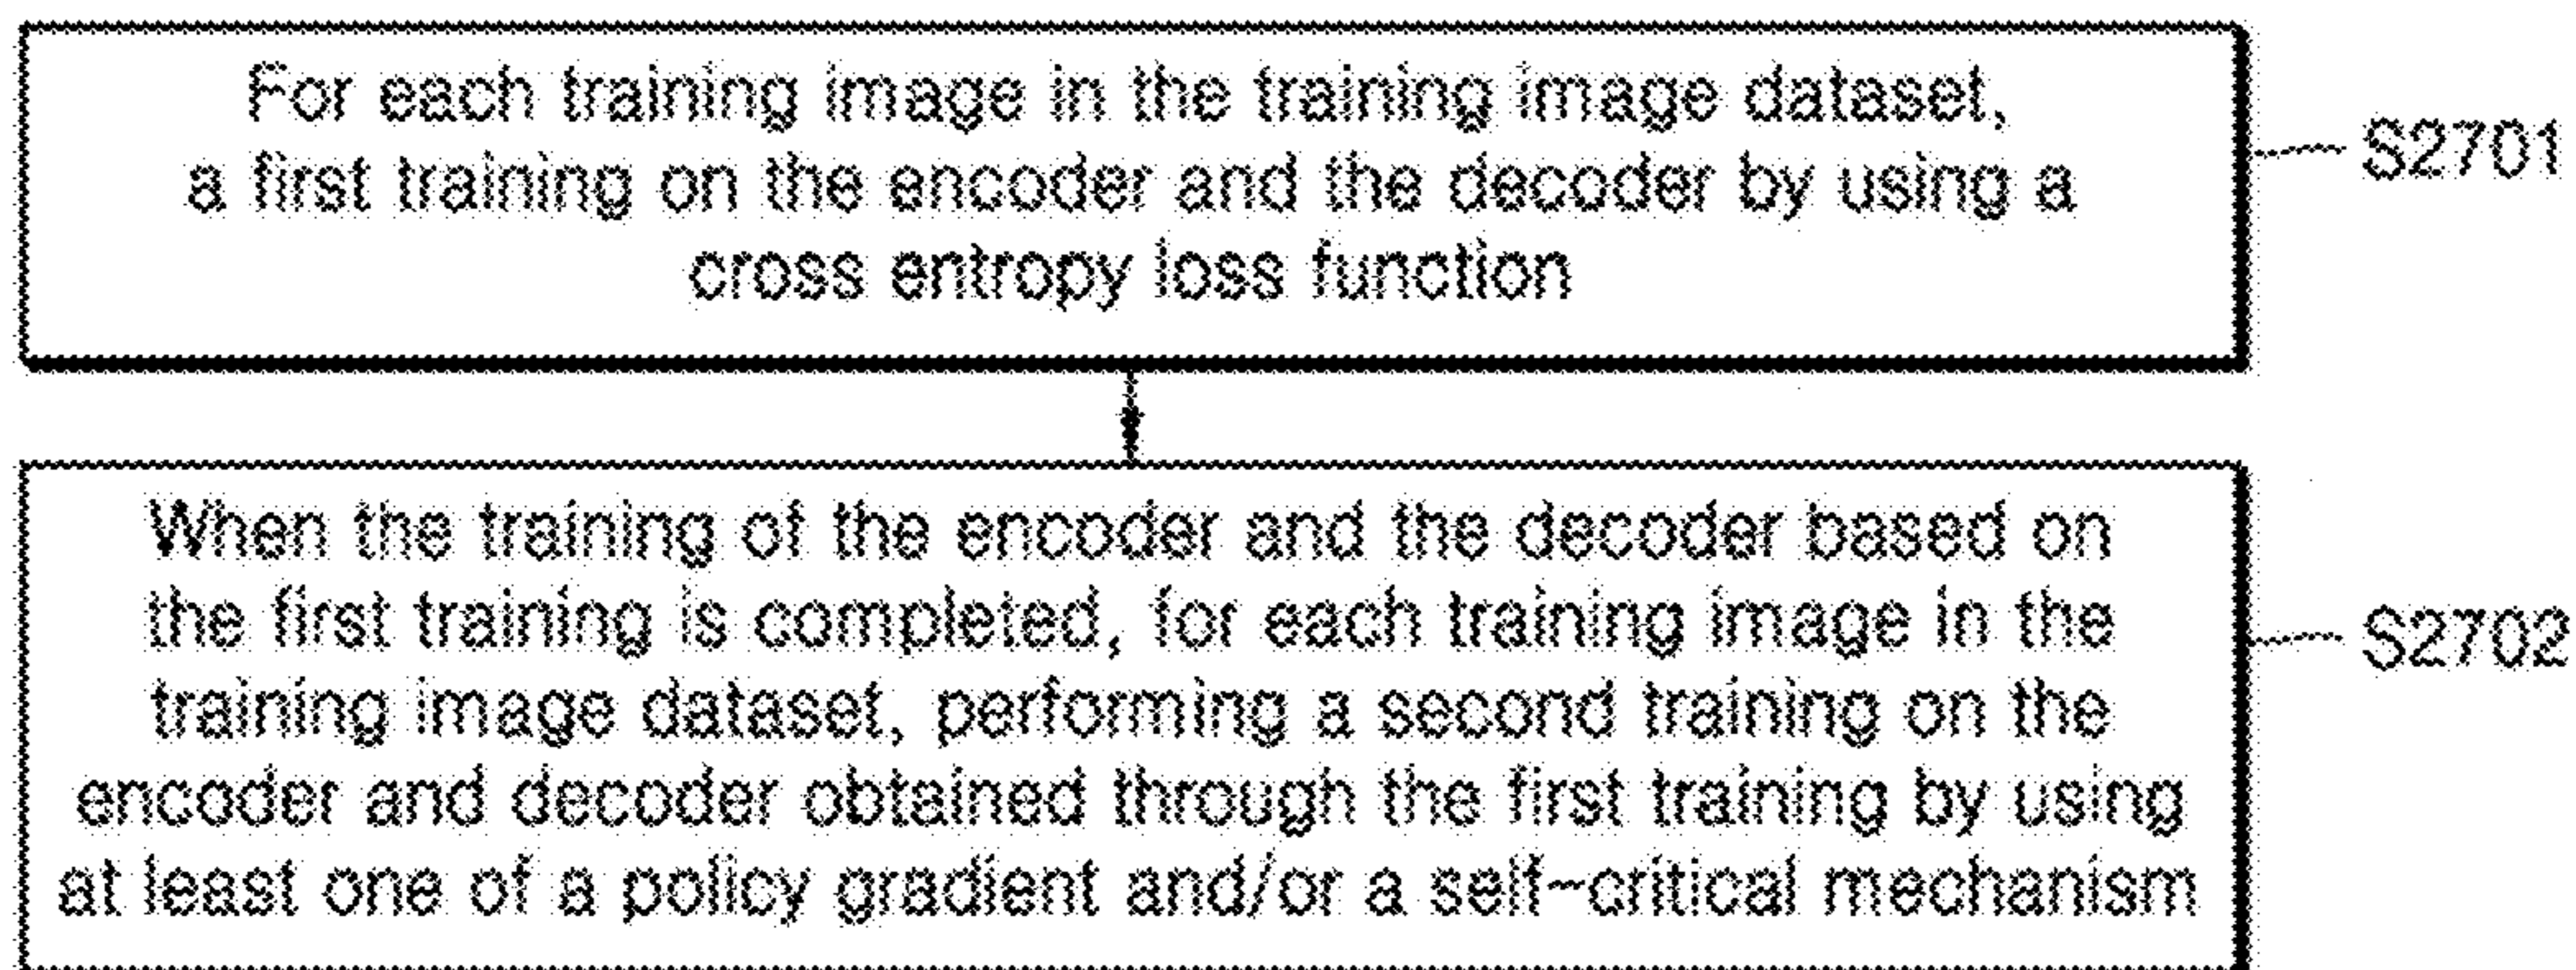 For each training image in the training image dataset,
a first training on the encoder and the decoder by using a
cross entropy loss function
S2701
When the training of the encoder and the decoder based on
the first training is completed, for each training image in the
training image dataset, performing a second training on the
encoder and decoder obtained through the first training by using
at least one of a policy gradient and/or a self-critical mechanism
S2702